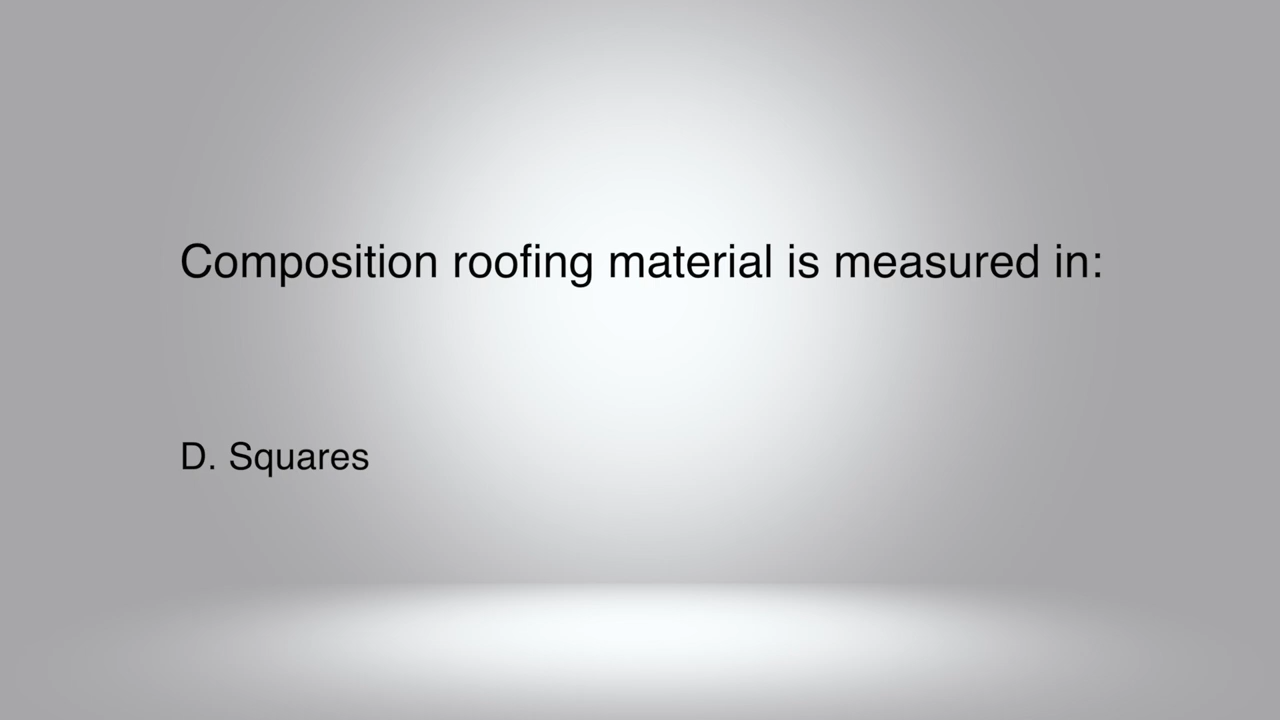 Composition roofing material is measured in:
D. Squares